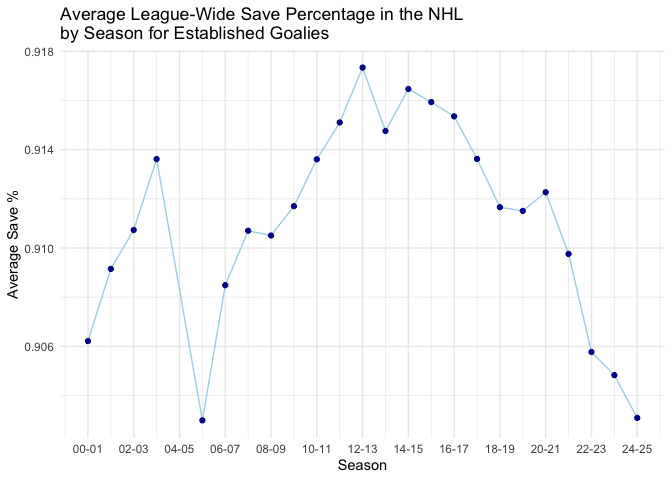 Average League-Wide Save Percentage in the NHL
by Season for Established Goalies
0.918
0.914
0.910
0.906
Average Save %
00-01 02-03 04-05 06-07 08-09 10-11 12-13 14-15 16-17 18-19 20-21 22-23 24-25
Season